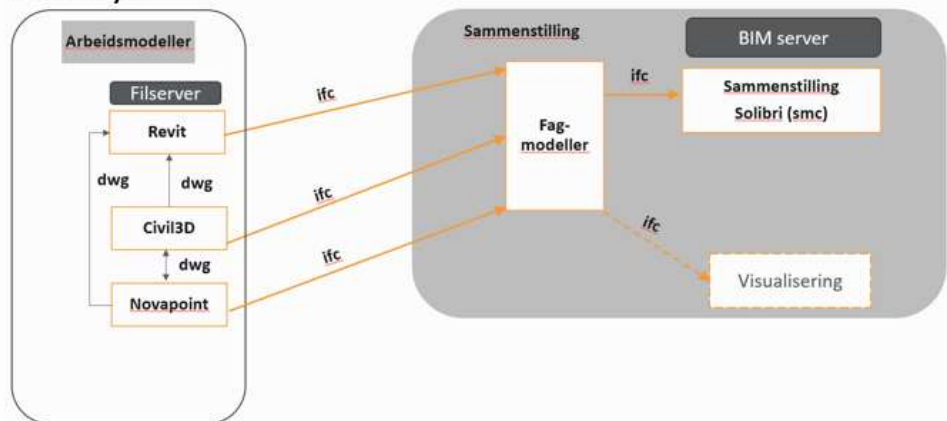 Arbeidsmodeller
Filserver
Revit
dwg
dwg
Civil3D
dwg
Novapoint
ifc
ifc
ifc
Sammenstilling
Fag-
modeller
ifc
ifc
BIM server
Sammenstilling
Solibri (smc)
Visualisering